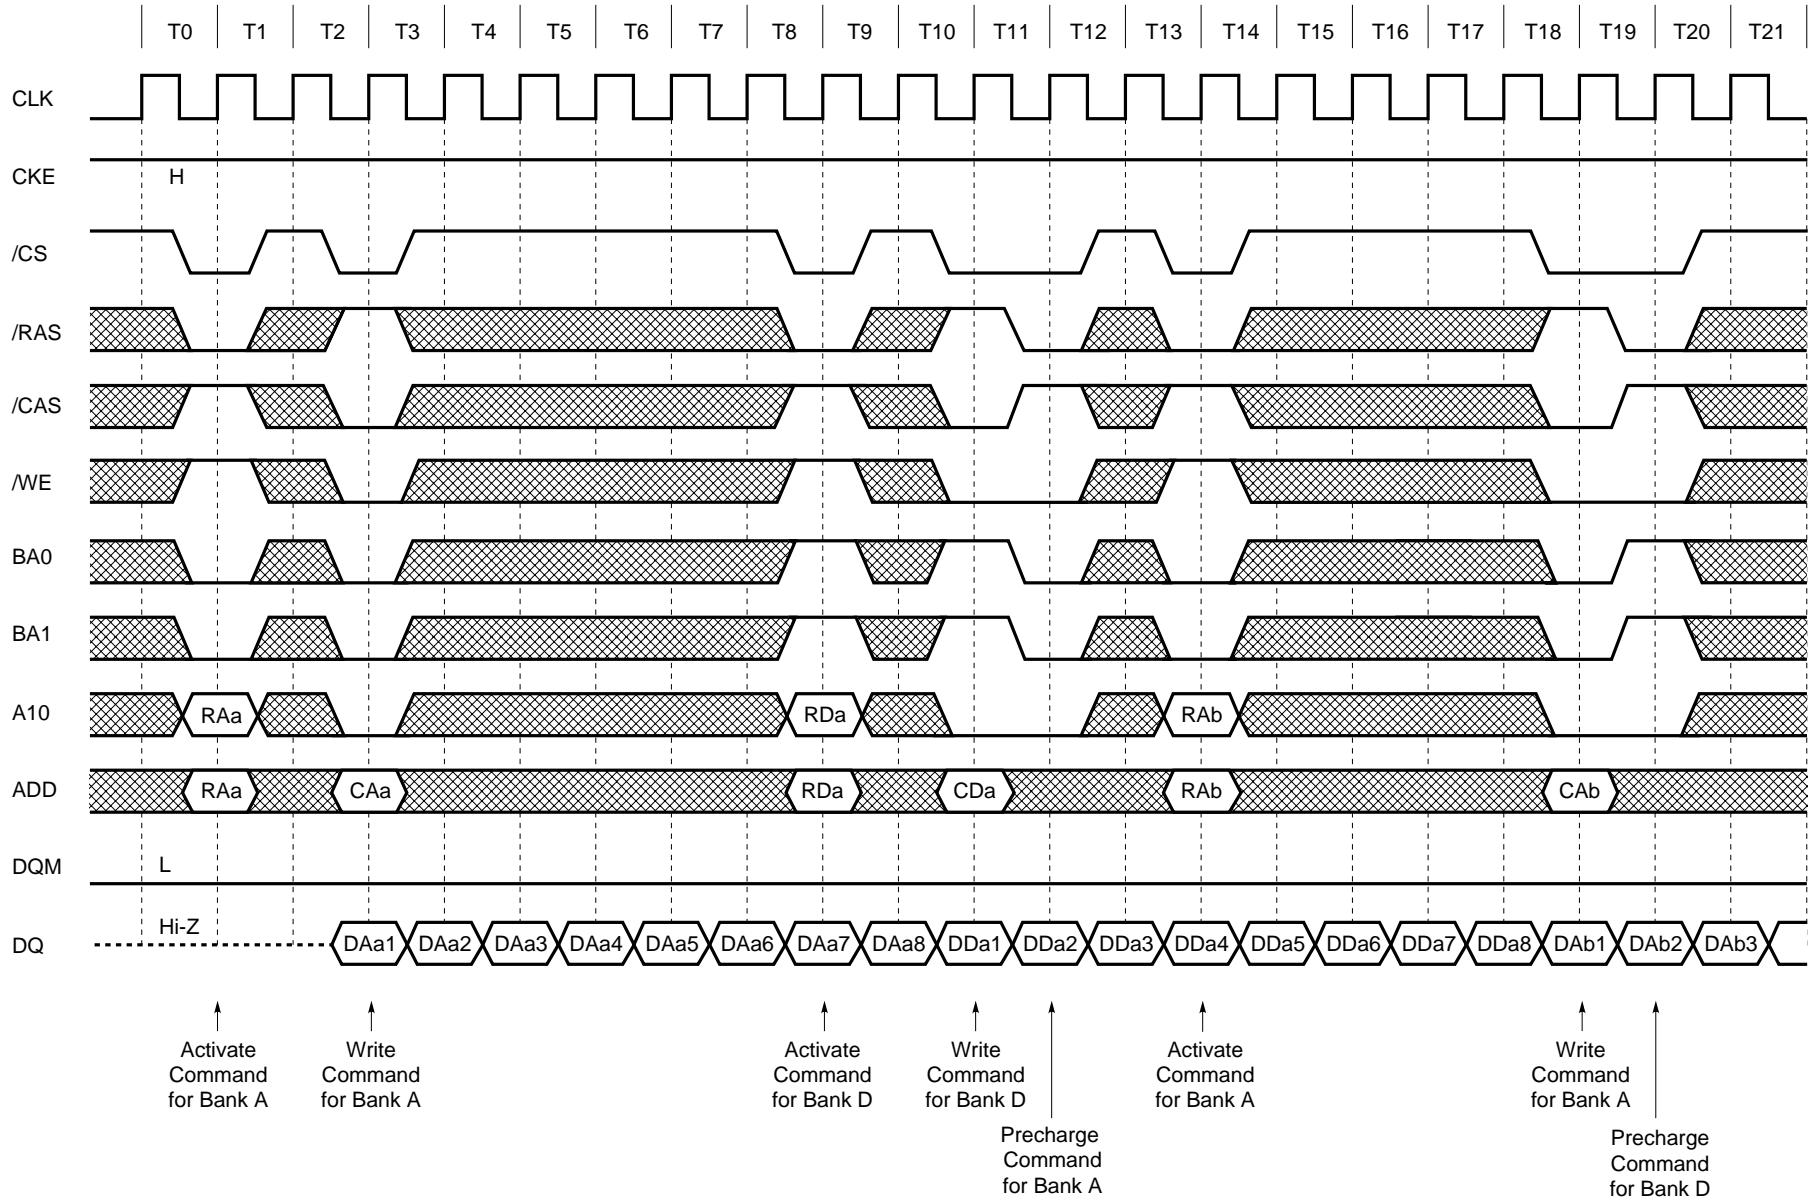 T0 T1 T2 T3 T4 T5 T6 T7 T8 T9 T10 T11 T12 T13 T14 T15 T16 T17 T18 T19 T20 T21
CLK
CKE H
/CS
/RAS
/CAS
/WE
BA0
BA1
A10 RAa RDa RAb
ADD RAa CAa RDa CDa RAb CAb
DQM L
DQ Hi-Z DAa1 DAa2 DAa3 DAa4 DAa5 DAa6 DAa7 DAa8 DDa1 DDa2 DDa3 DDa4 DDa5 DDa6 DDa7 DDa8 DAb1 DAb2 DAb3
Activate
Command
for Bank A
Write
Command
for Bank A
Activate
Command
for Bank D
Write
Command
for Bank D
Precharge
Command
for Bank A
Activate
Command
for Bank A
Write
Command
for Bank A
Precharge
Command
for Bank D